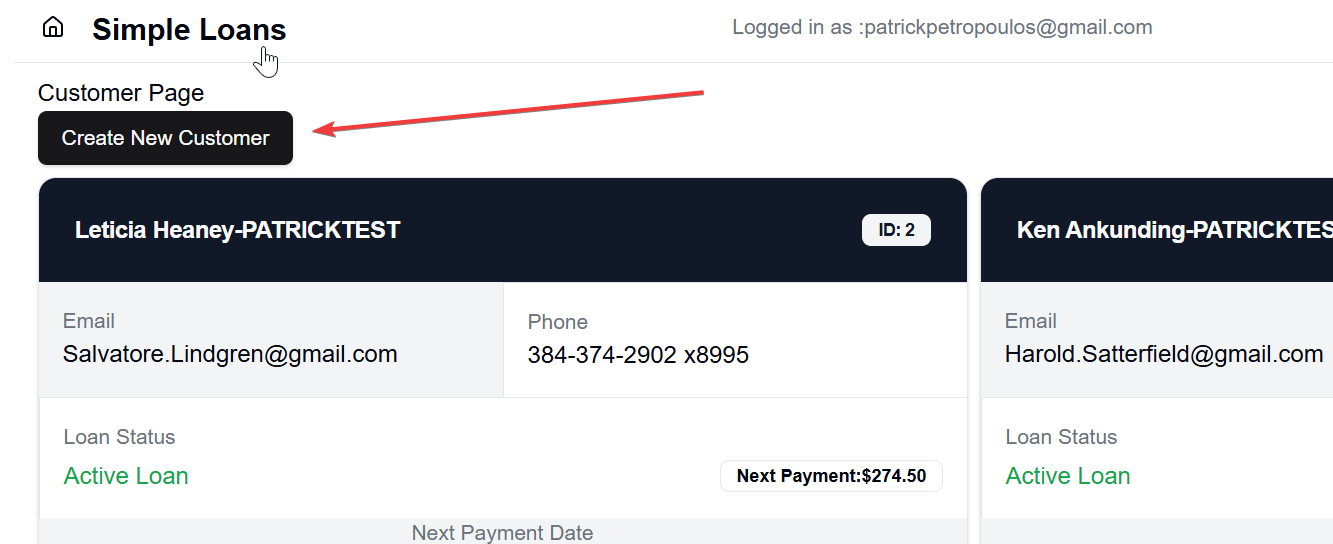 Simple Loans
Logged in as :patrickpetropoulos@gmail.com
Customer Page
Create New Customer
Leticia Heaney-PATRICKTEST
ID: 2
Ken Ankunding-PATRICKTES
Email
Phone
Email
Salvatore.Lindgren@gmail.com
384-374-2902 x8995
Harold.Satterfield@gmail.com
Loan Status
Loan Status
Active Loan
Next Payment:$274.50
Active Loan
Next Payment Date